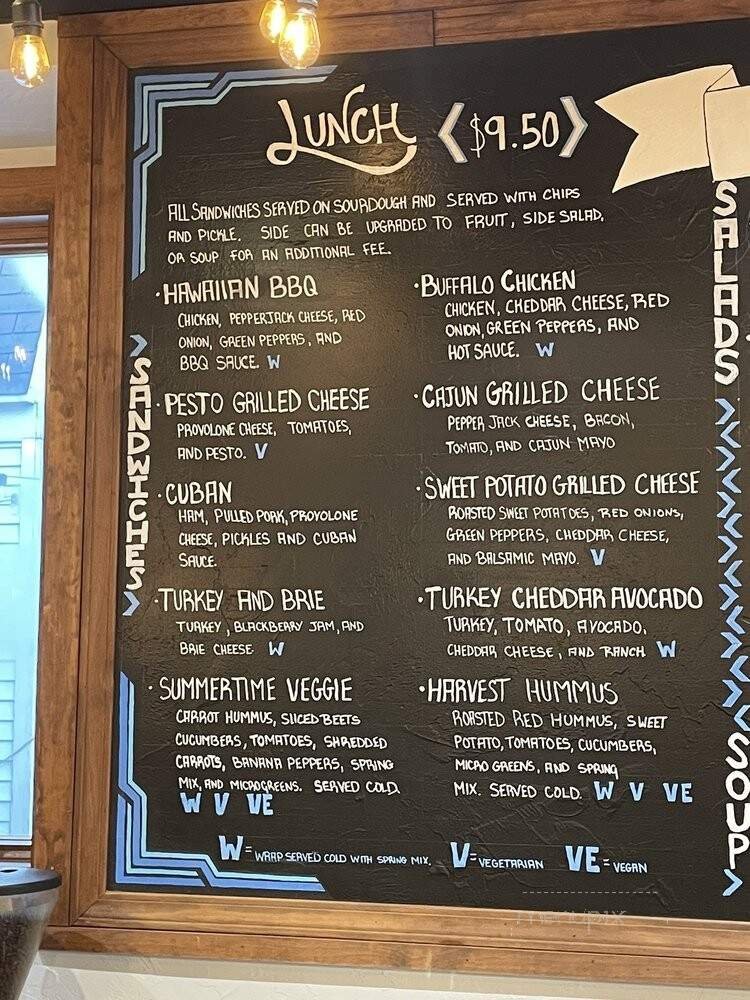 LUNCH $9.50
ALL SANDWICHES SERVED ON SOURDOUGH AND SERVED WITH CHIPS
AND PICKLE. SIDE CAN BE UPGRADED TO FRUIT, SIDE SALAD,
OR SOUP FOR AN ADDITIONAL FEE.
SANDWICHES
·HAWAIIAN BBQ
CHICKEN, PEPPERJACK CHEESE, RED
ONION, GREEN PEPPERS, AND
BBQ SAUCE. W
·PESTO GRILLED CHEESE
PROVOLONE CHEESE, TOMATOES,
AND PESTO. V
·CUBAN
HAM, PULLED PORK, PROVOLONE
CHEESE, PICKLES AND CUBAN
SAUCE.
·TURKEY AND BRIE
TURKEY, BLACKBERRY JAM, AND
BRIE CHEESE W
·SUMMERTIME VEGGIE
CARROT HUMMUS, SLICED BEETS
CUCUMBERS, TOMATOES, SHREDDED
CARROTS, BANANA PEPPERS, SPRING
MIX, AND MICROGREENS. SERVED COLD.
W V VE
·BUFFALO CHICKEN
CHICKEN, CHEDDAR CHEESE, RED
ONION, GREEN PEPPERS, AND
HOT SAUCE. W
·CAJUN GRILLED CHEESE
PEPPER JACK CHEESE, BACON,
TOMATO, AND CAJUN MAYO
·SWEET POTATO GRILLED CHEESE
ROASTED SWEET POTATOES, RED ONIONS,
GREEN PEPPERS, CHEDDAR CHEESE,
AND BALSAMIC MAYO. V
·TURKEY CHEDDAR AVOCADO
TURKEY, TOMATO, AVOCADO,
CHEDDAR CHEESE, AND RANCH W
·HARVEST HUMMUS
ROASTED RED HUMMUS, SWEET
POTATO, TOMATOES, CUCUMBERS,
MICRO GREENS, AND SPRING
MIX. SERVED COLD. W V VE
W = WRAP SERVED COLD WITH SPRING MIX. V = VEGETARIAN VE = VEGAN
SALADS
SOUP
menupix